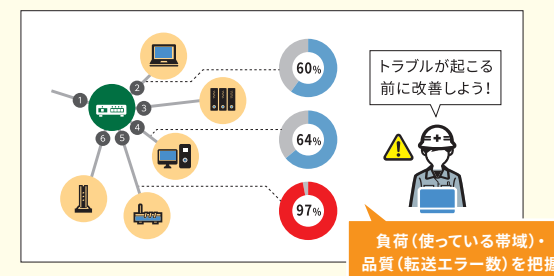 1
2
3
4
5
6
60%
64%
97%
トラブルが起こる
前に改善しよう!
負荷(使っている帯域)・
品質(転送エラー数)を把握